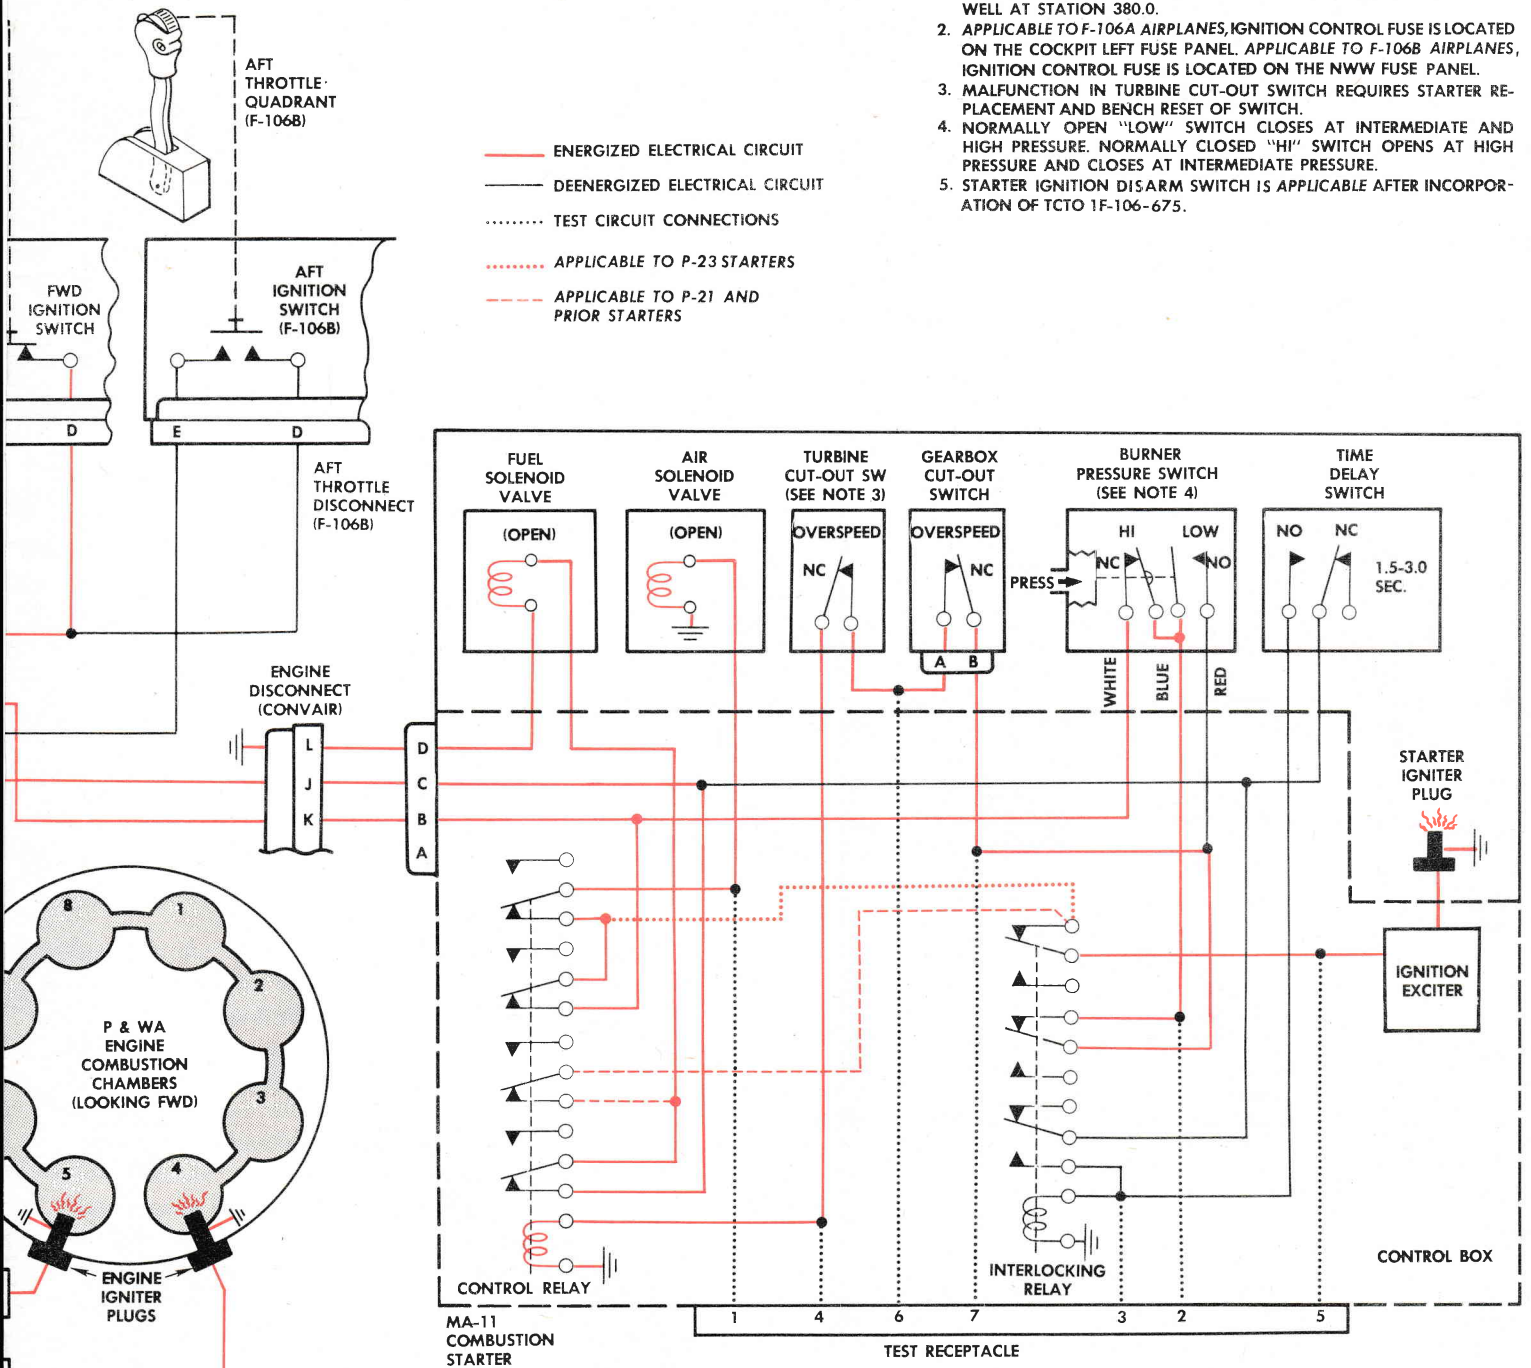 WELL AT STATION 380.0.
2. APPLICABLE TO F-106A AIRPLANES, IGNITION CONTROL FUSE IS LOCATED
ON THE COCKPIT LEFT FUSE PANEL. APPLICABLE TO F-106B AIRPLANES,
IGNITION CONTROL FUSE IS LOCATED ON THE NWW FUSE PANEL.
3. MALFUNCTION IN TURBINE CUT-OUT SWITCH REQUIRES STARTER RE-
PLACEMENT AND BENCH RESET OF SWITCH.
4. NORMALLY OPEN "LOW" SWITCH CLOSES AT INTERMEDIATE AND
HIGH PRESSURE. NORMALLY CLOSED "HI" SWITCH OPENS AT HIGH
PRESSURE AND CLOSES AT INTERMEDIATE PRESSURE.
5. STARTER IGNITION DISARM SWITCH IS APPLICABLE AFTER INCORPOR-
ATION OF TCTO 1F-106-675.
AFT
THROTTLE
QUADRANT
(F-106B)
ENERGIZED ELECTRICAL CIRCUIT
DEENERGIZED ELECTRICAL CIRCUIT
TEST CIRCUIT CONNECTIONS
APPLICABLE TO P-23 STARTERS
APPLICABLE TO P-21 AND
PRIOR STARTERS
FWD
IGNITION
SWITCH
AFT
IGNITION
SWITCH
(F-106B)
D
E
D
AFT
THROTTLE
DISCONNECT
(F-106B)
FUEL
SOLENOID
VALVE
AIR
SOLENOID
VALVE
TURBINE
CUT-OUT SW
(SEE NOTE 3)
GEARBOX
CUT-OUT
SWITCH
BURNER
PRESSURE SWITCH
(SEE NOTE 4)
TIME
DELAY
SWITCH
(OPEN)
(OPEN)
OVERSPEED
NC
OVERSPEED
NC
HI
LOW
NC
NO
PRESS
NO
NC
1.5-3.0
SEC.
A
B
WHITE
BLUE
RED
ENGINE
DISCONNECT
(CONVAIR)
L
J
K
D
C
B
A
STARTER
IGNITER
PLUG
IGNITION
EXCITER
8
1
2
3
4
5
P & WA
ENGINE
COMBUSTION
CHAMBERS
(LOOKING FWD)
ENGINE
IGNITER
PLUGS
CONTROL RELAY
INTERLOCKING
RELAY
CONTROL BOX
MA-11
COMBUSTION
STARTER
1
4
6
7
3
2
5
TEST RECEPTACLE